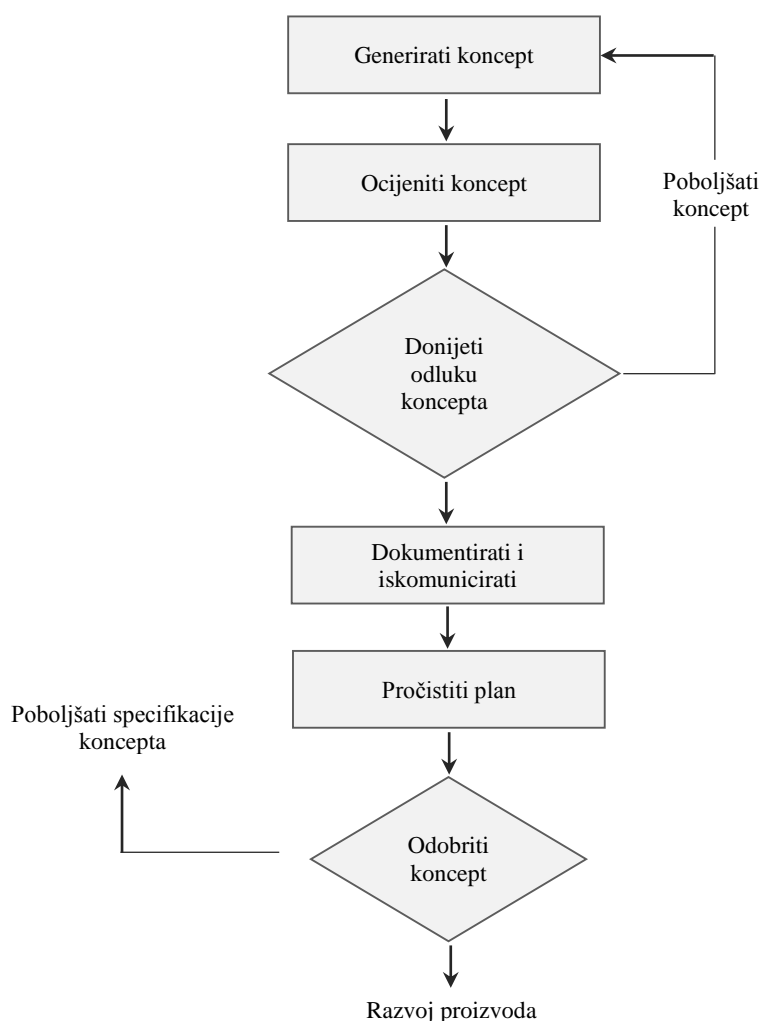 Generirati koncept
Ocijeniti koncept
Poboljšati
koncept
Donijeti
odluku
koncepta
Dokumentirati i
iskomunicirati
Pročistiti plan
Poboljšati specifikacije
koncepta
Odobriti
koncept
Razvoj proizvoda